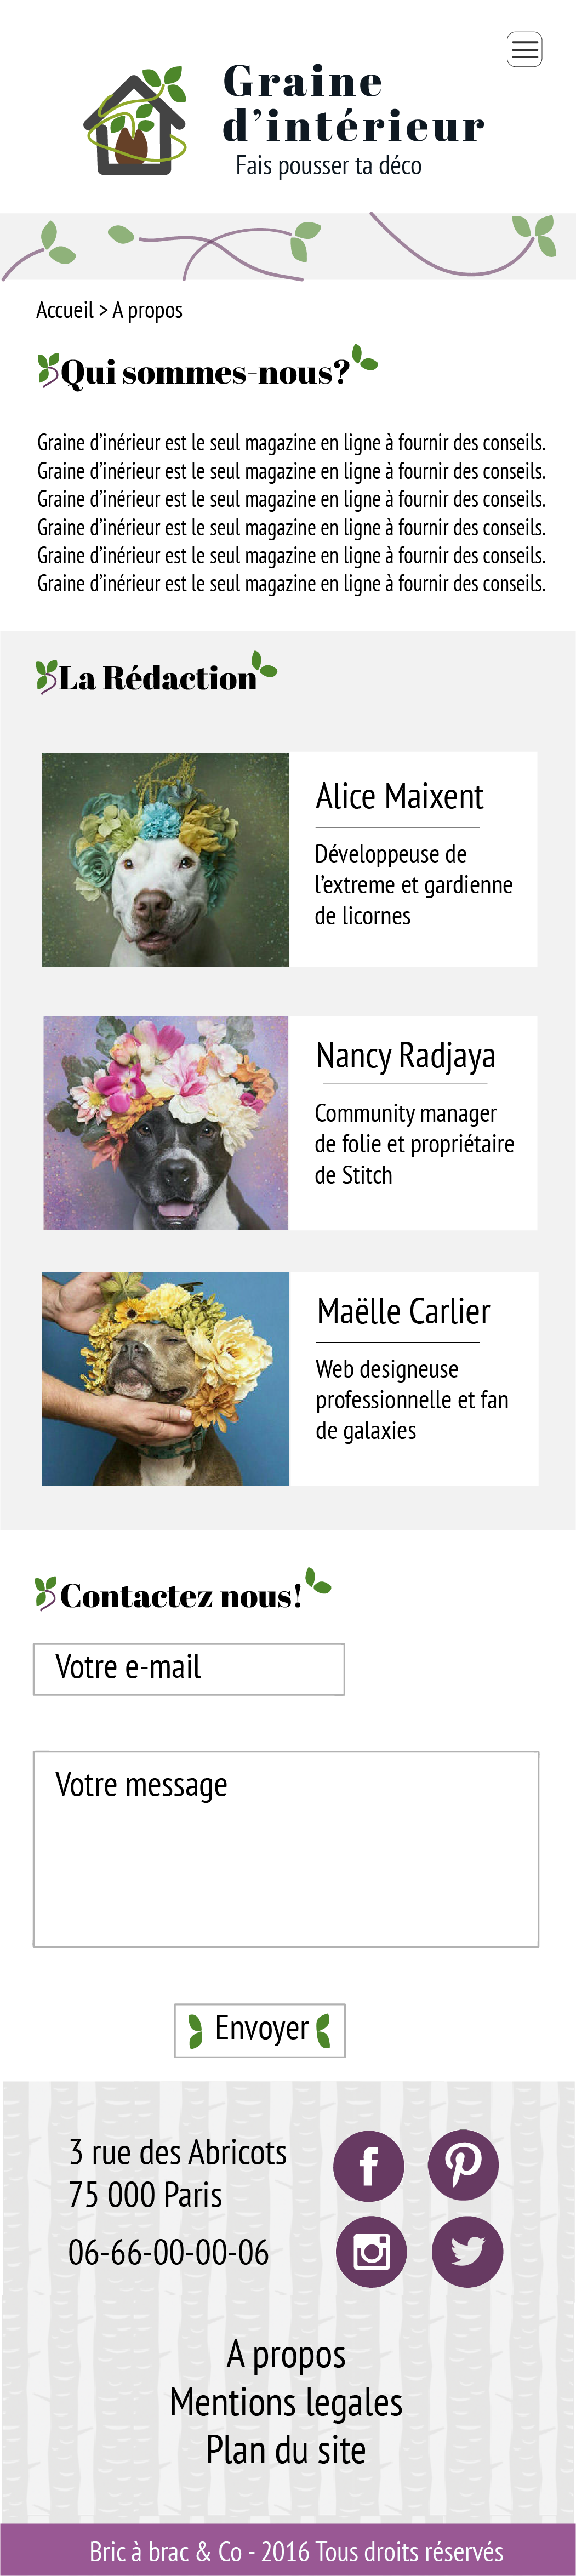 Graine
d’intérieur
Fais pousser ta déco
Accueil > A propos
Qui sommes-nous?
Graine d’inérieur est le seul magazine en ligne à fournir des conseils.
Graine d’inérieur est le seul magazine en ligne à fournir des conseils.
Graine d’inérieur est le seul magazine en ligne à fournir des conseils.
Graine d’inérieur est le seul magazine en ligne à fournir des conseils.
Graine d’inérieur est le seul magazine en ligne à fournir des conseils.
Graine d’inérieur est le seul magazine en ligne à fournir des conseils.
La Rédaction
Alice Maixent
Développeuse de
l’extreme et gardienne
de licornes
Nancy Radjaya
Community manager
de folie et propriétaire
de Stitch
Maëlle Carlier
Web designeuse
professionnelle et fan
de galaxies
Contactez nous!
Votre e-mail
Votre message
Envoyer
3 rue des Abricots
75 000 Paris
06-66-00-00-06
A propos
Mentions legales
Plan du site
Bric à brac & Co - 2016 Tous droits réservés